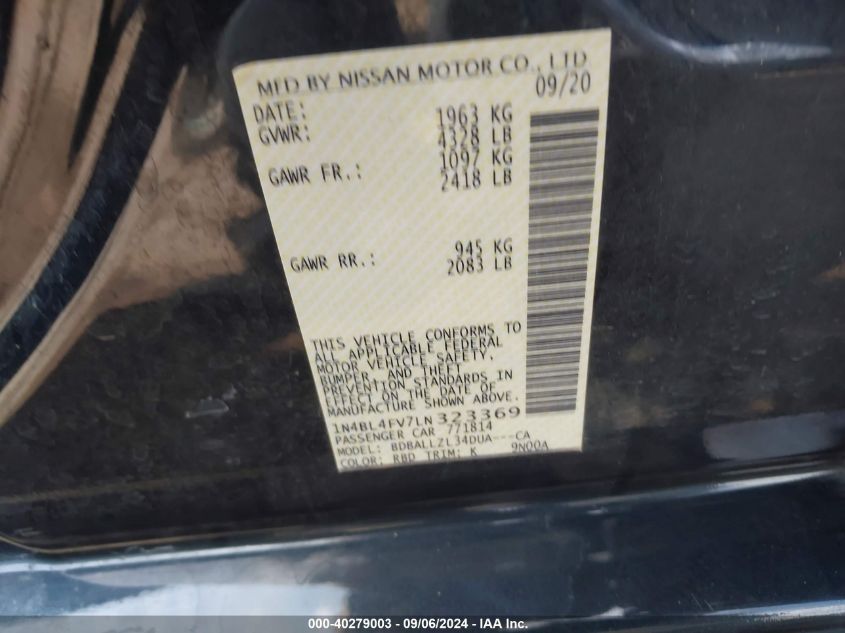 MFD BY NISSAN MOTOR CO., LTD
DATE: 09/20
GVWR: 1963 KG
4328 LB
GAWR FR.: 1097 KG
2418 LB
GAWR RR.: 945 KG
2083 LB
THIS VEHICLE CONFORMS TO
ALL APPLICABLE FEDERAL
MOTOR VEHICLE SAFETY,
BUMPER, AND THEFT
PREVENTION STANDARDS IN
EFFECT ON THE DATE OF
MANUFACTURE SHOWN ABOVE.
1N4BL4FV7LN323369
PASSENGER CAR 771814
MODEL: BDBALLZL34DUA---CA
COLOR: RBD TRIM: K 9N00A
000-40279003 - 09/06/2024 - IAA Inc.